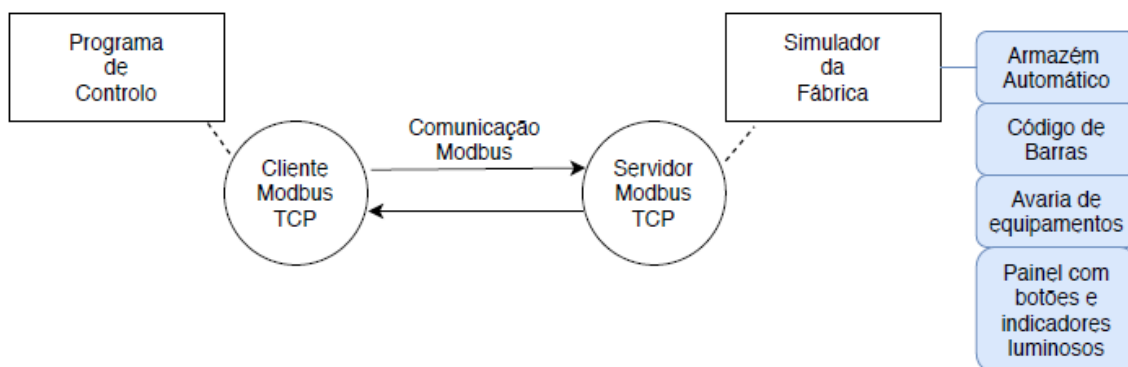 Programa
de
Controlo
Simulador
da
Fábrica
Armazém
Automático
Código de
Barras
Avaria de
equipamentos
Painel com
botões e
indicadores
luminosos
Comunicação
Modbus
Cliente
Modbus
TCP
Servidor
Modbus
TCP